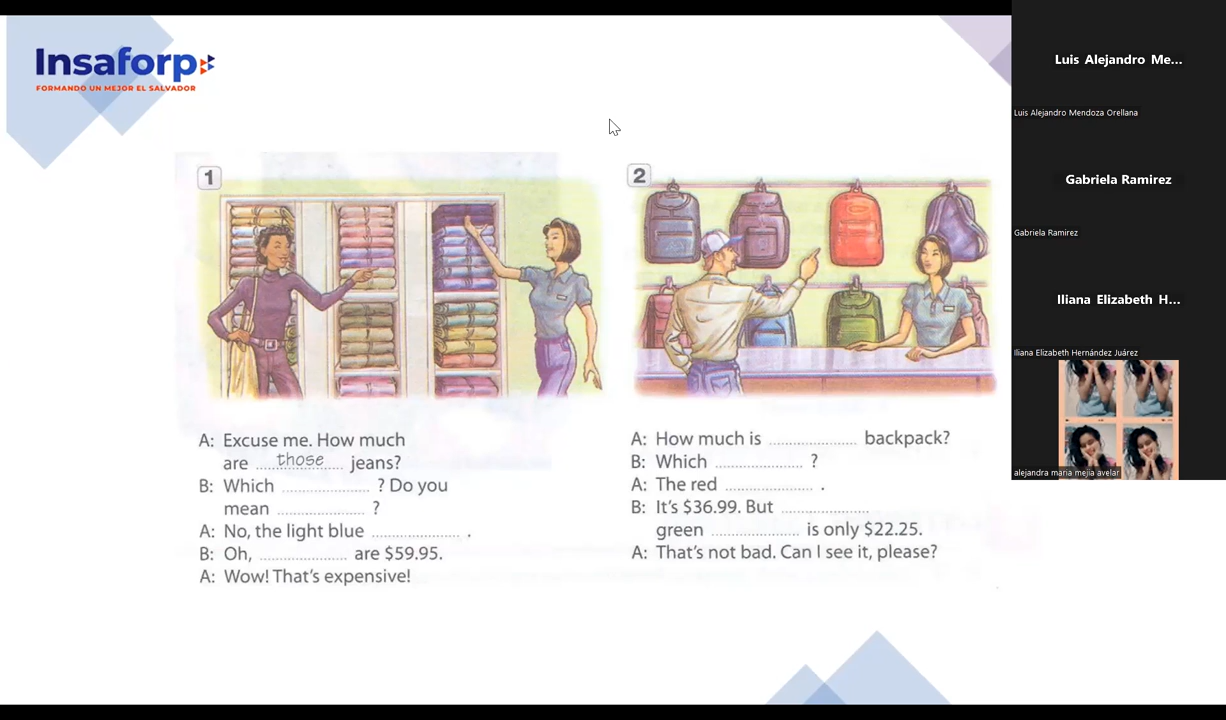 Insaforp
FORMANDO UN MEJOR EL SALVADOR
1
A: Excuse me. How much
are ...those... jeans?
B: Which .................... ? Do you
mean .................... ?
A: No, the light blue .................... .
B: Oh, .................... are $59.95.
A: Wow! That's expensive!
2
A: How much is .................... backpack?
B: Which .................... ?
A: The red .................... .
B: It's $36.99. But ....................
green .................... is only $22.25.
A: That's not bad. Can I see it, please?
Luis Alejandro Me...
Luis Alejandro Mendoza Orellana
Gabriela Ramirez
Gabriela Ramirez
Iliana Elizabeth H...
Iliana Elizabeth Hernández Juárez
alejandra maria mejia avelar